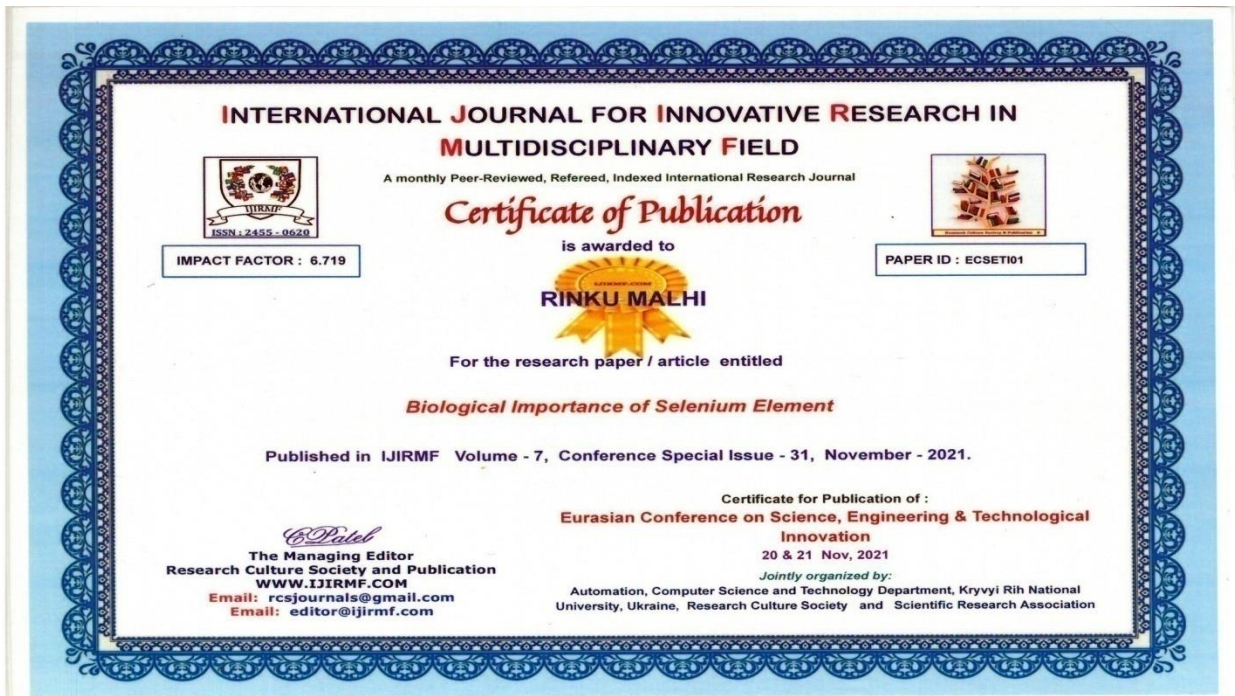 INTERNATIONAL JOURNAL FOR INNOVATIVE RESEARCH IN
MULTIDISCIPLINARY FIELD
A monthly Peer-Reviewed, Refereed, Indexed International Research Journal
IJIRMF
ISSN : 2455 - 0620
Certificate of Publication
is awarded to
IMPACT FACTOR : 6.719
PAPER ID : ECSETI01
IJIRMF.COM
RINKU MALHI
For the research paper / article entitled
Biological Importance of Selenium Element
Published in IJIRMF Volume - 7, Conference Special Issue - 31, November - 2021.
CPatel
The Managing Editor
Research Culture Society and Publication
WWW.IJIRMF.COM
Email: rcsjournals@gmail.com
Email: editor@ijirmf.com
Certificate for Publication of :
Eurasian Conference on Science, Engineering & Technological
Innovation
20 & 21 Nov, 2021
Jointly organized by:
Automation, Computer Science and Technology Department, Kryvyi Rih National
University, Ukraine, Research Culture Society and Scientific Research Association